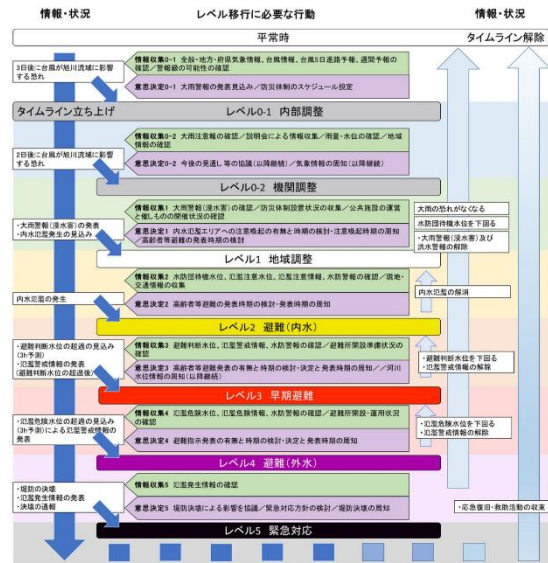 情報・状況
レベル移行に必要な行動
情報・状況
平常時
タイムライン解除
3日後に台風が旭川流域に影響
する恐れ
情報収集0-1 全般・地方・府県気象情報、台風情報、台風5日進路予報、週間予報の
確認／警報級の可能性の確認
意思決定0-1 大雨警報の発表見込み／防災体制のスケジュール設定
タイムライン立ち上げ
レベル0-1 内部調整
2日後に台風が旭川流域に影響
する恐れ
情報収集0-2 大雨注意報の確認／説明会による情報収集／雨量・水位の確認／地域
情報の確認
意思決定0-2 今後の見通し等の協議(以降継続)／気象情報の周知(以降継続)
レベル0-2 機関調整
・大雨警報(浸水害)の発表
・内水氾濫発生の見込み
情報収集1 大雨警報(浸水害)の確認／防災体制設置状況の収集／公共施設の運営
と催しものの開催状況の確認
意思決定1 内水氾濫エリアへの注意喚起の有無と時期の検討・注意喚起時期の周知
／高齢者等避難の発表時期の検討
大雨の恐れがなくなる
水防団待機水位を下回る
・大雨警報(浸水害)及び
洪水警報の解除
レベル1 地域調整
内水氾濫の発生
情報収集2 水防団待機水位、氾濫注意水位、氾濫注意情報、水防警報の確認／現地・
交通情報の収集
意思決定2 高齢者等避難の発表時期の検討・発表時期の周知
内水氾濫の解消
レベル2 避難(内水)
・避難判断水位の超過の見込み
(3h予測)
・氾濫警戒情報の発表
(避難判断水位の超過後)
情報収集3 避難判断水位、氾濫警戒情報、水防警報の確認／避難所開設準備状況の
確認
意思決定3 高齢者等避難発表の有無と時期の検討・決定と発表時期の周知／／河川
水位情報の周知(以降継続)
・避難判断水位を下回る
・氾濫警戒情報の解除
レベル3 早期避難
・氾濫危険水位の超過の見込み
(3h予測)による氾濫警戒情報の
発表
情報収集4 氾濫危険水位、氾濫危険情報、水防警報の確認／避難所開設・運用状況
の確認
意思決定4 避難指示発表の有無と時期の検討・決定と発表時期の周知
・氾濫危険水位を下回る
・氾濫警戒情報の解除
レベル4 避難(外水)
・堤防の決壊
・氾濫発生情報の発表
・決壊の通報
情報収集5 氾濫発生情報の確認
意思決定5 堤防決壊による影響を協議／緊急対応方針の検討／堤防決壊の周知
・応急復旧・救助活動の収束
レベル5 緊急対応